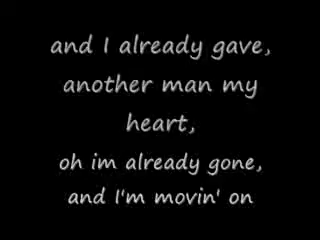 and I already gave,
another man my
heart,
oh im already gone,
and I'm movin' on